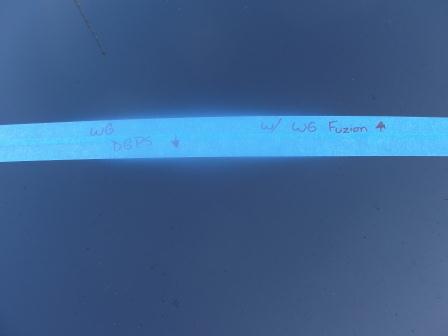 WG
DGPS ↓
w/ WG Fuzion ↑